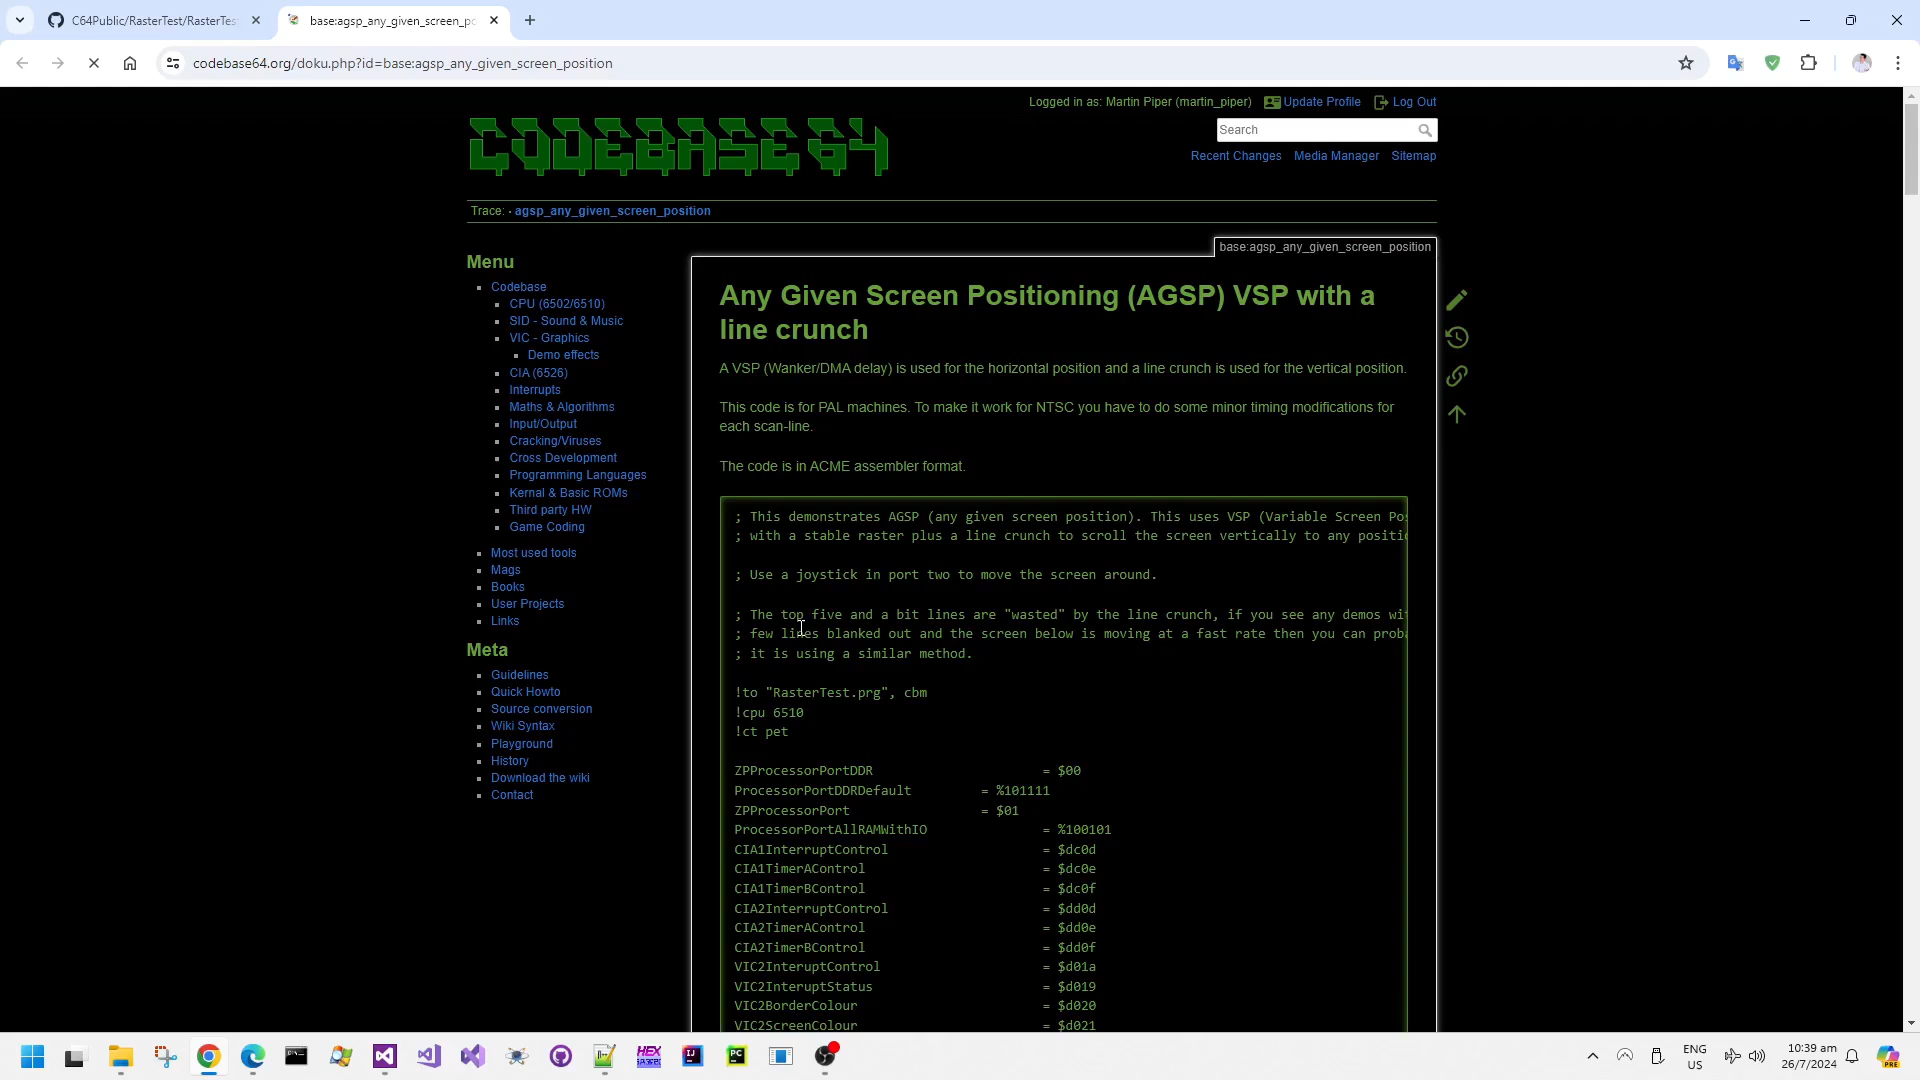 C64Public/RasterTest/RasterTes
base:agsp_any_given_screen_po
codebase64.org/doku.php?id=base:agsp_any_given_screen_position
Logged in as: Martin Piper (martin_piper) Update Profile Log Out
CODEBASE 64
Search
Recent Changes Media Manager Sitemap
Trace: · agsp_any_given_screen_position
base:agsp_any_given_screen_position
Menu
Codebase
CPU (6502/6510)
SID - Sound & Music
VIC - Graphics
Demo effects
CIA (6526)
Interrupts
Maths & Algorithms
Input/Output
Cracking/Viruses
Cross Development
Programming Languages
Kernal & Basic ROMs
Third party HW
Game Coding
Most used tools
Mags
Books
User Projects
Links
Meta
Guidelines
Quick Howto
Source conversion
Wiki Syntax
Playground
History
Download the wiki
Contact
Any Given Screen Positioning (AGSP) VSP with a
line crunch
A VSP (Wanker/DMA delay) is used for the horizontal position and a line crunch is used for the vertical position.
This code is for PAL machines. To make it work for NTSC you have to do some minor timing modifications for
each scan-line.
The code is in ACME assembler format.
; This demonstrates AGSP (any given screen position). This uses VSP (Variable Screen Pos
; with a stable raster plus a line crunch to scroll the screen vertically to any positio
; Use a joystick in port two to move the screen around.
; The top five and a bit lines are "wasted" by the line crunch, if you see any demos wit
; few lines blanked out and the screen below is moving at a fast rate then you can proba
; it is using a similar method.
!to "RasterTest.prg", cbm
!cpu 6510
!ct pet
ZPProcessorPortDDR = $00
ProcessorPortDDRDefault = %101111
ZPProcessorPort = $01
ProcessorPortAllRAMWithIO = %100101
CIA1InterruptControl = $dc0d
CIA1TimerAControl = $dc0e
CIA1TimerBControl = $dc0f
CIA2InterruptControl = $dd0d
CIA2TimerAControl = $dd0e
CIA2TimerBControl = $dd0f
VIC2InteruptControl = $d01a
VIC2InteruptStatus = $d019
VIC2BorderColour = $d020
VIC2ScreenColour = $d021
HEX
IJ
PC
ENG
US
10:39 am
26/7/2024
PRE